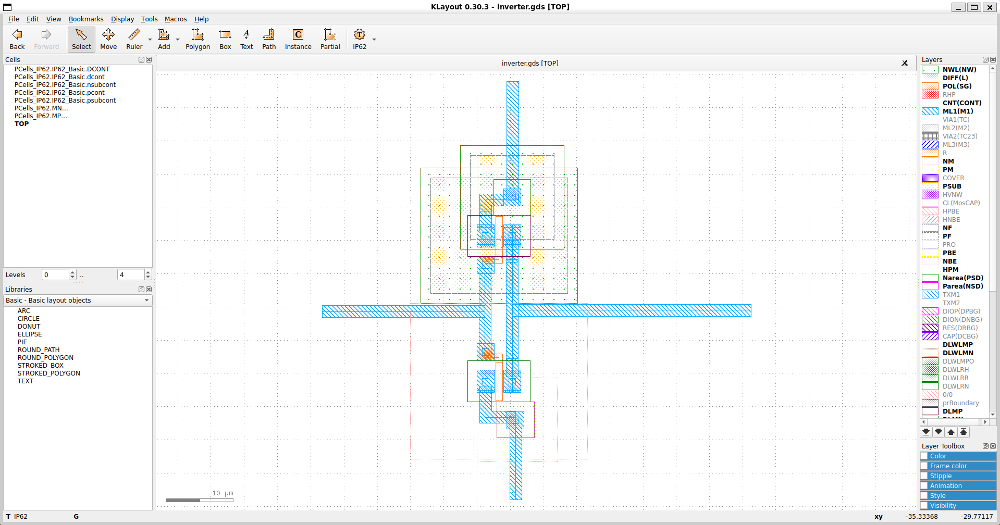 KLayout 0.30.3 - inverter.gds [TOP]
File Edit View Bookmarks Display Tools Macros Help
Back Forward Select Move Ruler Add Polygon Box Text Path Instance Partial IP62
Cells
PCells_IP62.IP62_Basic.DCONT
PCells_IP62.IP62_Basic.dcont
PCells_IP62.IP62_Basic.nsubcont
PCells_IP62.IP62_Basic.pcont
PCells_IP62.IP62_Basic.psubcont
PCells_IP62.MN...
PCells_IP62.MP...
TOP
Levels 0 .. 4
Libraries
Basic - Basic layout objects
ARC
CIRCLE
DONUT
ELLIPSE
PIE
ROUND_PATH
ROUND_POLYGON
STROKED_BOX
STROKED_POLYGON
TEXT
inverter.gds [TOP]
10 µm
Layers
NWL(NW)
DIFF(L)
POL(SG)
RHP
CNT(CONT)
ML1(M1)
VIA1(TC)
ML2(M2)
VIA2(TC23)
ML3(M3)
R
NM
PM
COVER
PSUB
HVNW
CL(MosCAP)
HPBE
HNBE
NF
PF
PRO
PBE
NBE
HPM
Narea(PSD)
Parea(NSD)
TXM1
TXM2
DIOP(DPBG)
DION(DNBG)
RES(DRBG)
CAP(DCBG)
DLWLMP
DLWLMN
DLWLMPO
DLWLRH
DLWLRR
DLWLRN
0/0
prBoundary
DLMP
Layer Toolbox
Color
Frame color
Stipple
Animation
Style
Visibility
T IP62 G xy -35.33368 -29.77117